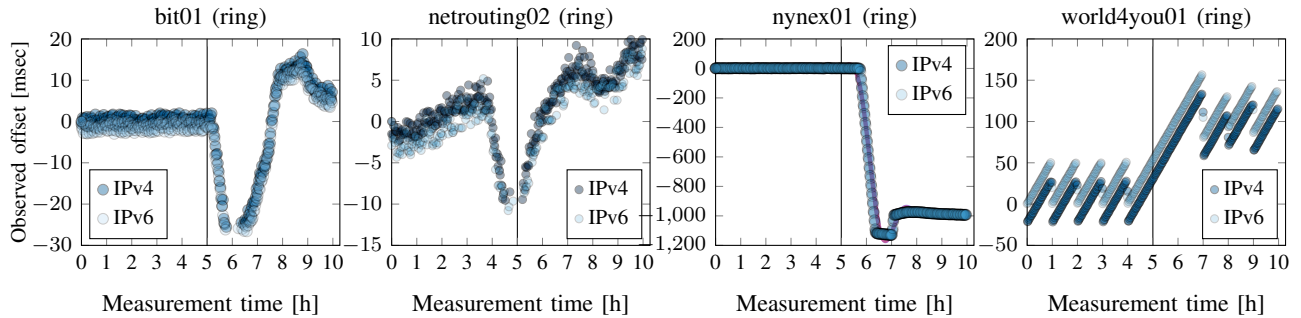 bit01 (ring)
netrouting02 (ring)
nynex01 (ring)
world4you01 (ring)
Observed offset [msec]
20
10
0
−10
−20
−30
IPv4
IPv6
0 1 2 3 4 5 6 7 8 9 10
Measurement time [h]
10
5
0
−5
−10
−15
IPv4
IPv6
0 1 2 3 4 5 6 7 8 9 10
Measurement time [h]
200
0
−200
−400
−600
−800
−1,000
−1,200
IPv4
IPv6
0 1 2 3 4 5 6 7 8 9 10
Measurement time [h]
200
150
100
50
0
−50
IPv4
IPv6
0 1 2 3 4 5 6 7 8 9 10
Measurement time [h]